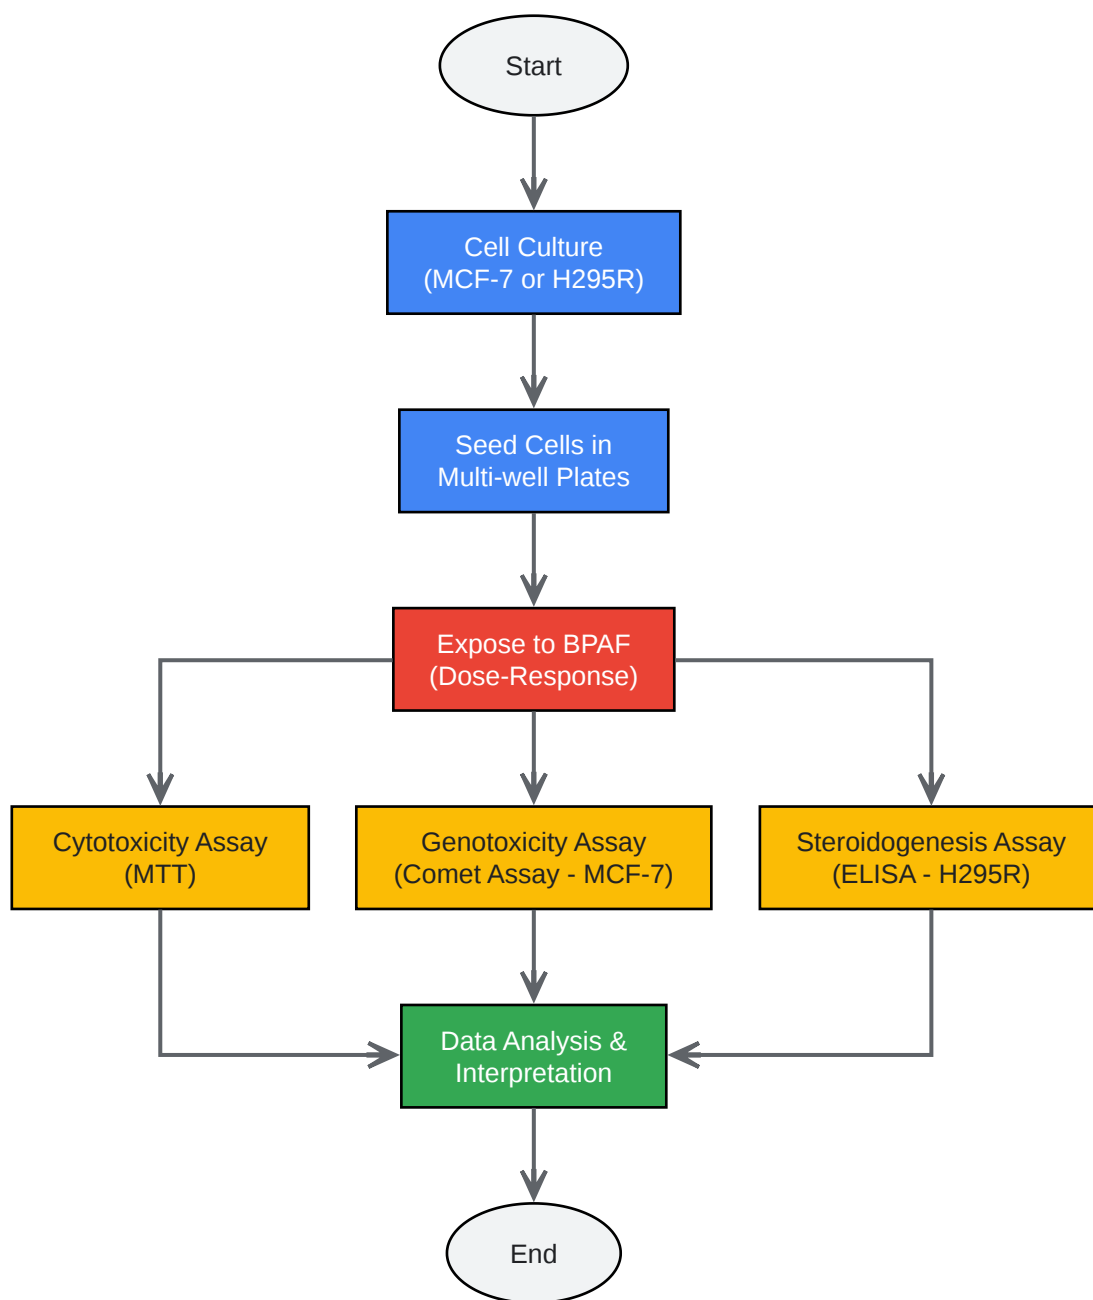 Start
Cell Culture
(MCF-7 or H295R)
Seed Cells in
Multi-well Plates
Expose to BPAF
(Dose-Response)
Cytotoxicity Assay
(MTT)
Genotoxicity Assay
(Comet Assay - MCF-7)
Steroidogenesis Assay
(ELISA - H295R)
Data Analysis &
Interpretation
End